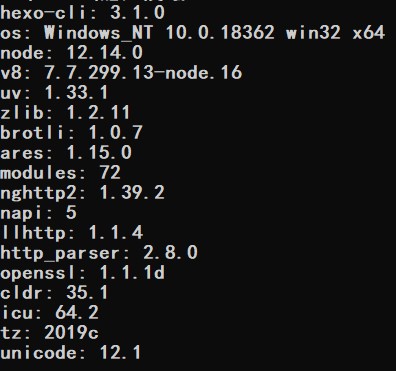 hexo-cli: 3.1.0
os: Windows_NT 10.0.18362 win32 x64
node: 12.14.0
v8: 7.7.299.13-node.16
uv: 1.33.1
zlib: 1.2.11
brotli: 1.0.7
ares: 1.15.0
modules: 72
nghttp2: 1.39.2
napi: 5
llhttp: 1.1.4
http_parser: 2.8.0
openssl: 1.1.1d
cldr: 35.1
icu: 64.2
tz: 2019c
unicode: 12.1